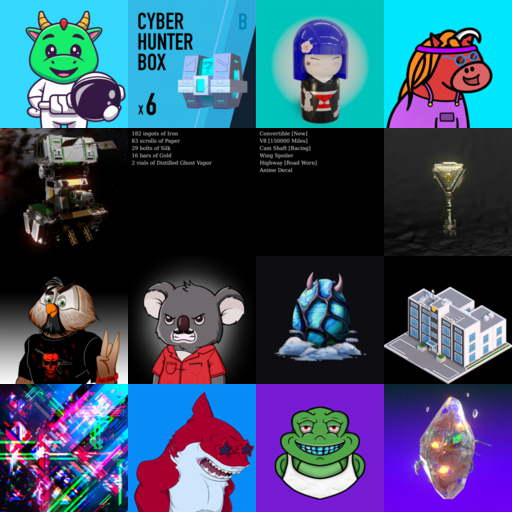 CYBER
HUNTER
BOX
B
x 6
182 ingots of Iron
83 scrolls of Paper
29 bolts of Silk
16 bars of Gold
2 vials of Distilled Ghost Vapor
Convertible [New]
V8 [150000 Miles]
Cam Shaft [Racing]
Wing Spoiler
Highway [Road Worn]
Anime Decal